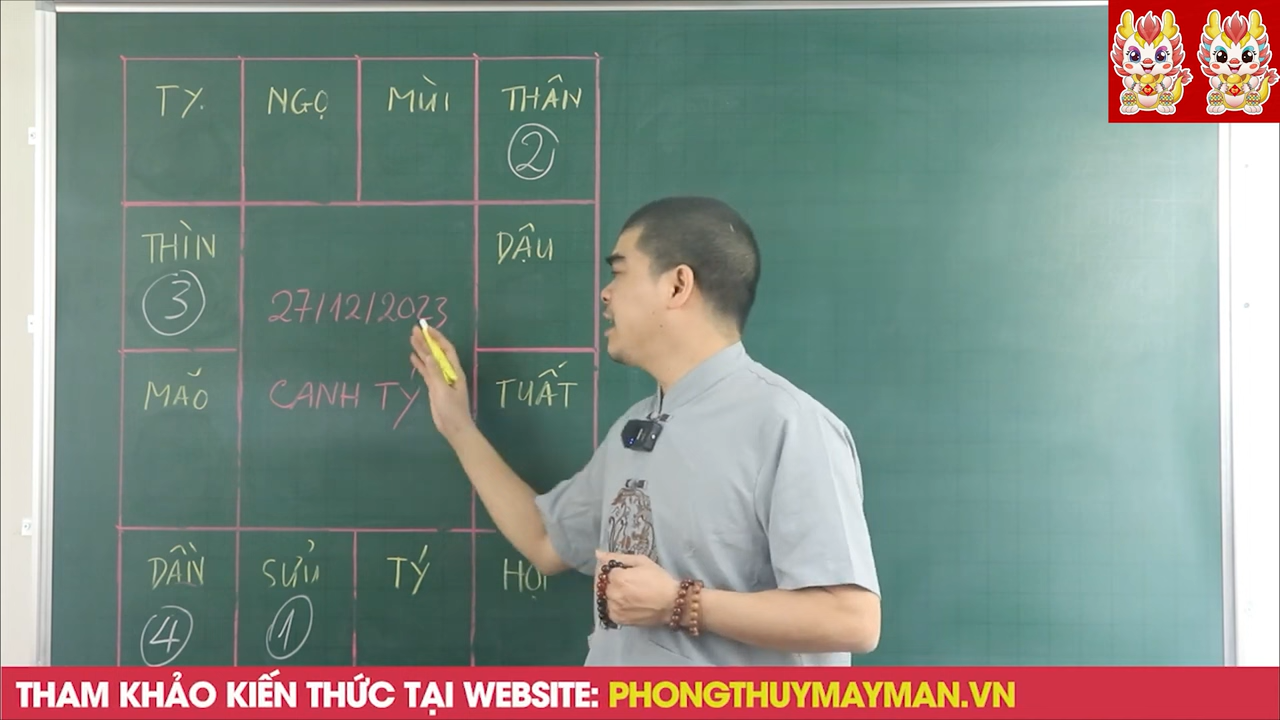 TỴ. NGỌ MÙI THÂN
2
THÌN DẬU
3
27/12/2023
MÃO CANH TÝ TUẤT
DẦN SỬU TÝ HỢI
4 1
THAM KHẢO KIẾN THỨC TẠI WEBSITE: PHONGTHUYMAYMAN.VN